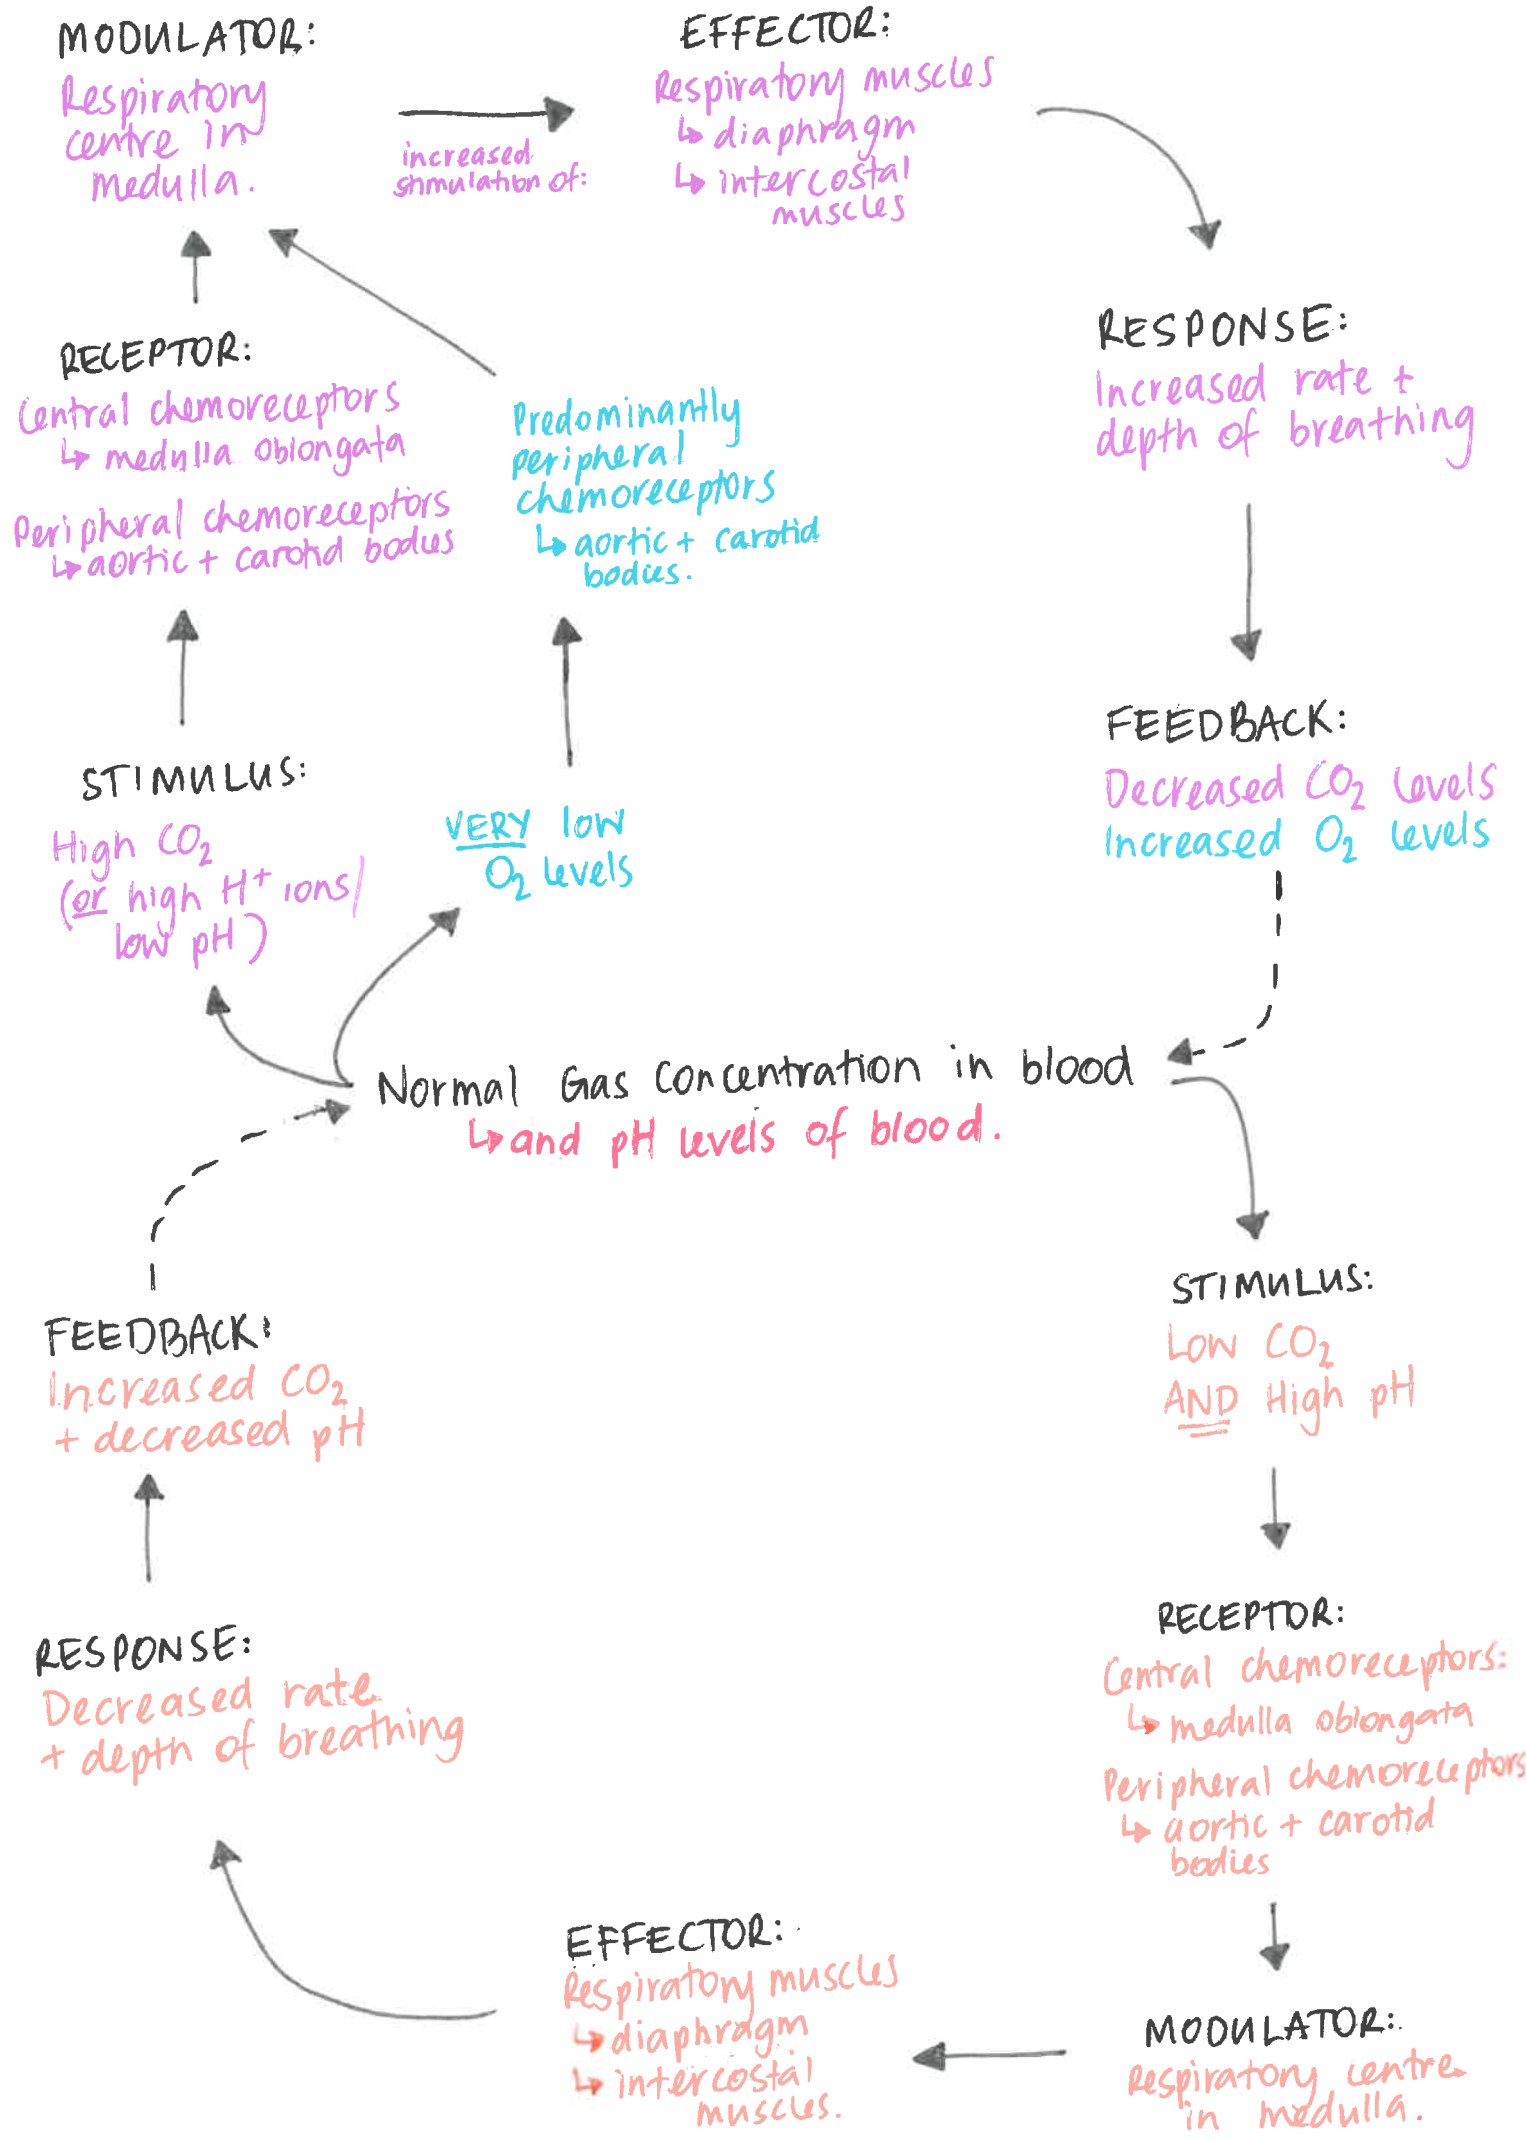 MODULATOR:
Respiratory
centre in
medulla.
increased
stimulation of:
EFFECTOR:
Respiratory muscles
↳ diaphragm
↳ intercostal
muscles
RESPONSE:
Increased rate +
depth of breathing
FEEDBACK:
Decreased CO₂ levels
Increased O₂ levels
RECEPTOR:
Central chemoreceptors
↳ medulla oblongata
Peripheral chemoreceptors
↳ aortic + carotid bodies
Predominantly
peripheral
chemoreceptors
↳ aortic + carotid
bodies.
STIMULUS:
High CO₂
(or high H⁺ ions/
low pH)
VERY low
O₂ levels
Normal Gas Concentration in blood
↳ and pH levels of blood.
STIMULUS:
Low CO₂
AND High pH
RECEPTOR:
Central chemoreceptors:
↳ medulla oblongata
Peripheral chemoreceptors
↳ aortic + carotid
bodies
MODULATOR:
Respiratory centre
in medulla.
EFFECTOR:
Respiratory muscles
↳ diaphragm
↳ intercostal
muscles.
RESPONSE:
Decreased rate
+ depth of breathing
FEEDBACK:
Increased CO₂
+ decreased pH